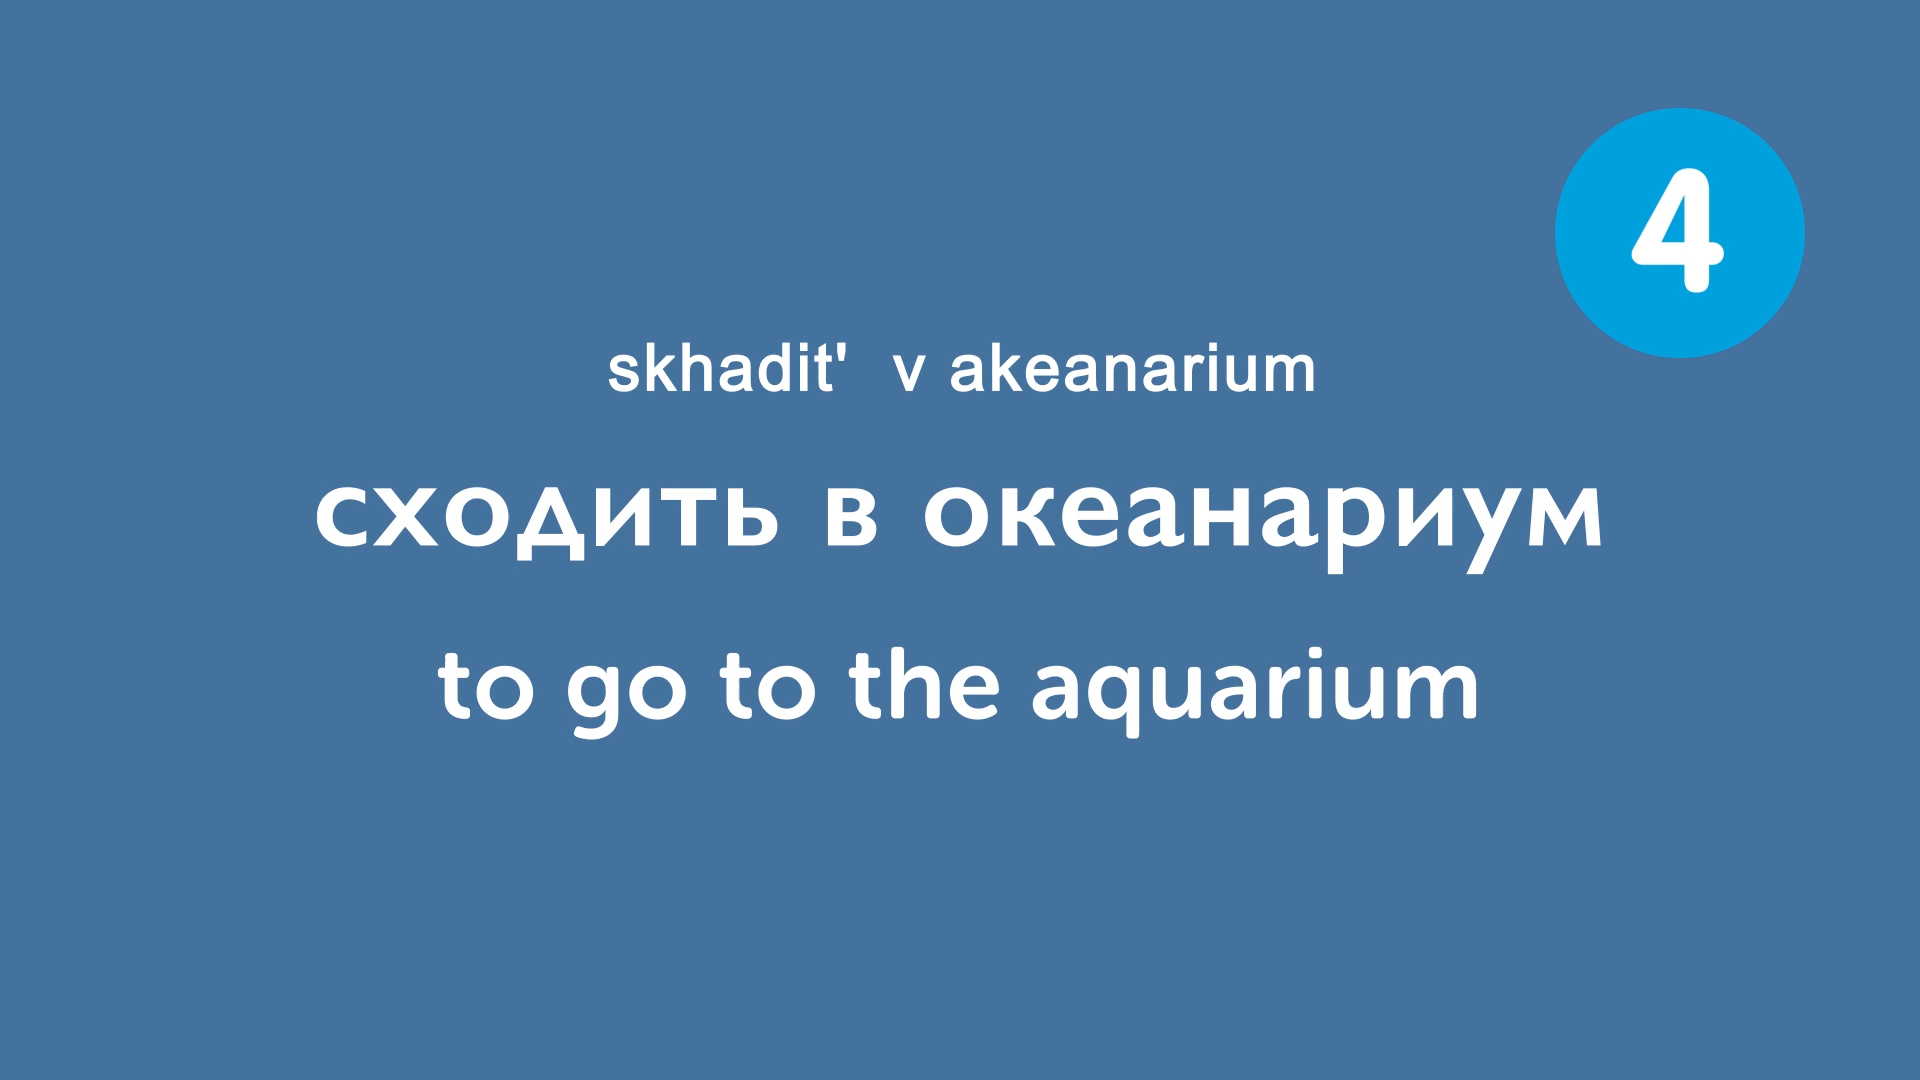 4
skhadit' v akeanarium
сходить в океанариум
to go to the aquarium